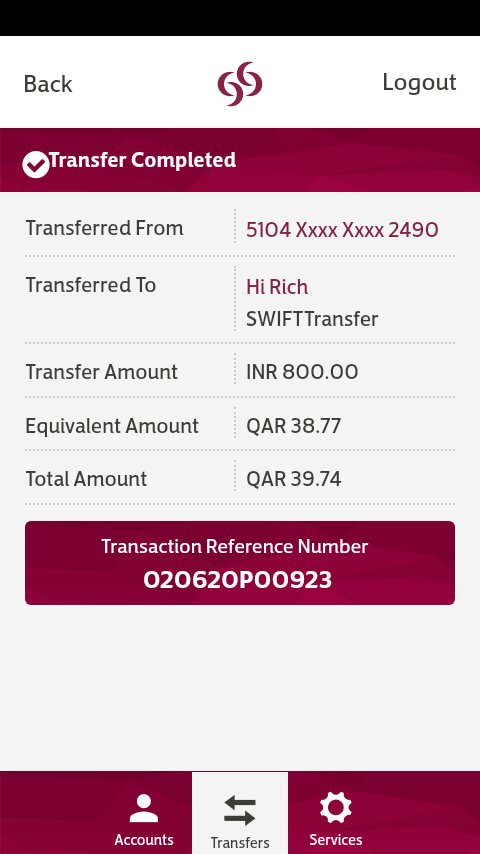 Back
Logout
Transfer Completed
Transferred From
5104 Xxxx Xxxx 2490
Transferred To
Hi Rich
SWIFTTransfer
Transfer Amount
INR 800.00
Equivalent Amount
QAR 38.77
Total Amount
QAR 39.74
Transaction Reference Number
020620P00923
Accounts
Transfers
Services